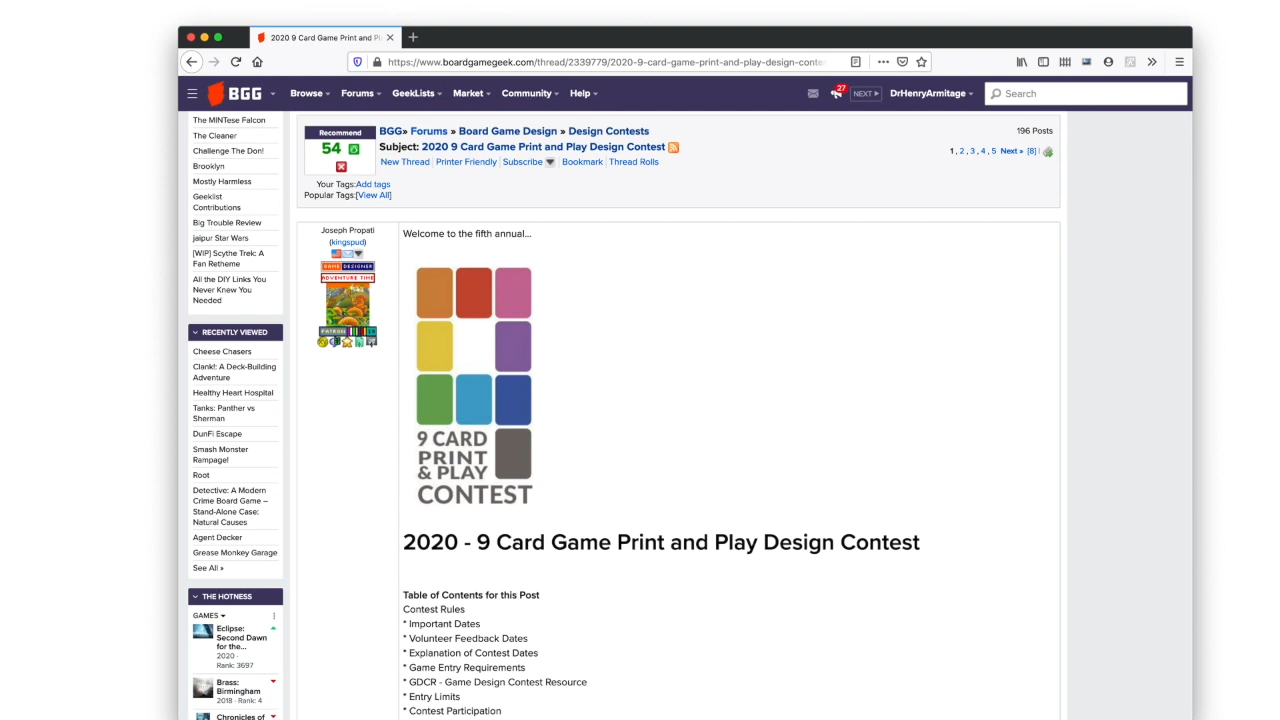 2020 9 Card Game Print and Pl
https://www.boardgamegeek.com/thread/2339779/2020-9-card-game-print-and-play-design-conte
BGG
Browse
Forums
GeekLists
Market
Community
Help
27
NEXT
DrHenryArmitage
Search
The MINTese Falcon
The Cleaner
Challenge The Don!
Brooklyn
Mostly Harmless
Geeklist
Contributions
Big Trouble Review
jaipur Star Wars
[WIP] Scythe Trek: A
Fan Retheme
All the DIY Links You
Never Knew You
Needed
RECENTLY VIEWED
Cheese Chasers
Clank!: A Deck-Building
Adventure
Healthy Heart Hospital
Tanks: Panther vs
Sherman
DunFi Escape
Smash Monster
Rampage!
Root
Detective: A Modern
Crime Board Game –
Stand-Alone Case:
Natural Causes
Agent Decker
Grease Monkey Garage
See All »
THE HOTNESS
GAMES
Eclipse:
Second Dawn
for the...
2020 ·
Rank: 3697
Brass:
Birmingham
2018 · Rank: 4
Chronicles of
Recommend
54
BGG» Forums » Board Game Design » Design Contests
Subject: 2020 9 Card Game Print and Play Design Contest
New Thread | Printer Friendly | Subscribe | Bookmark | Thread Rolls
Your Tags:Add tags
Popular Tags:[View All]
196 Posts
1 , 2 , 3 , 4 , 5 Next » [8] |
Joseph Propati
(kingspud)
GAME DESIGNER
ADVENTURE TIME
PATRON
Welcome to the fifth annual...
9 CARD
PRINT
& PLAY
CONTEST
2020 - 9 Card Game Print and Play Design Contest
Table of Contents for this Post
Contest Rules
* Important Dates
* Volunteer Feedback Dates
* Explanation of Contest Dates
* Game Entry Requirements
* GDCR - Game Design Contest Resource
* Entry Limits
* Contest Participation